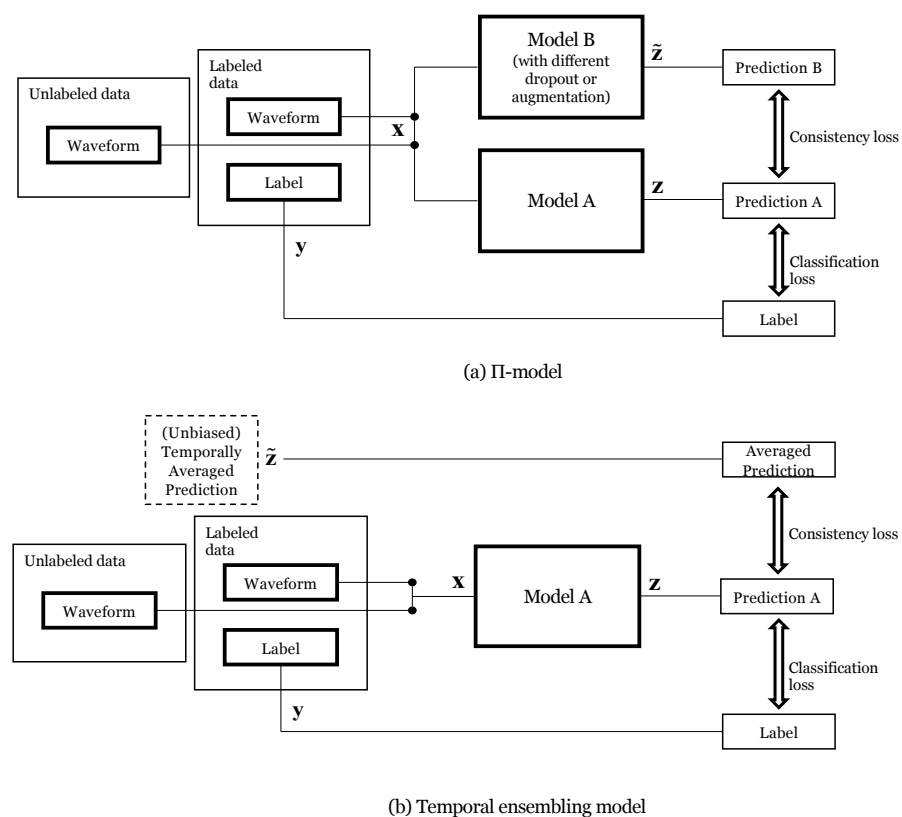 Model B
(with different
dropout or
augmentation)
z̃
Prediction B
Labeled
data
Unlabeled data
Waveform
Waveform
x
Consistency loss
Label
Model A
z
Prediction A
y
Classification
loss
Label
(a) Π-model
(Unbiased)
Temporally
Averaged
Prediction
z̃
Averaged
Prediction
Labeled
data
Unlabeled data
Waveform
Waveform
x
Consistency loss
Model A
z
Prediction A
Label
Classification
loss
y
Label
(b) Temporal ensembling model